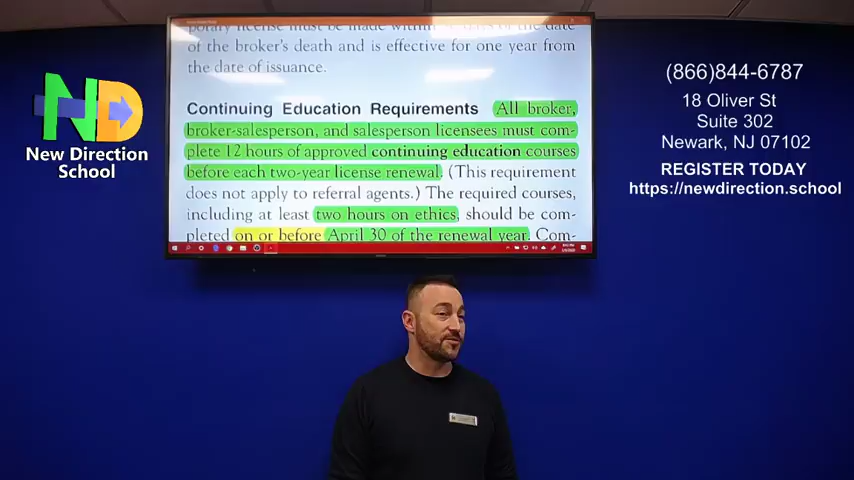 of the broker's death and is effective for one year from
the date of issuance.
Continuing Education Requirements All broker,
broker-salesperson, and salesperson licensees must com-
plete 12 hours of approved continuing education courses
before each two-year license renewal. (This requirement
does not apply to referral agents.) The required courses,
including at least two hours on ethics, should be com-
pleted on or before April 30 of the renewal year. Com-
ND
New Direction
School
(866)844-6787
18 Oliver St
Suite 302
Newark, NJ 07102
REGISTER TODAY
https://newdirection.school